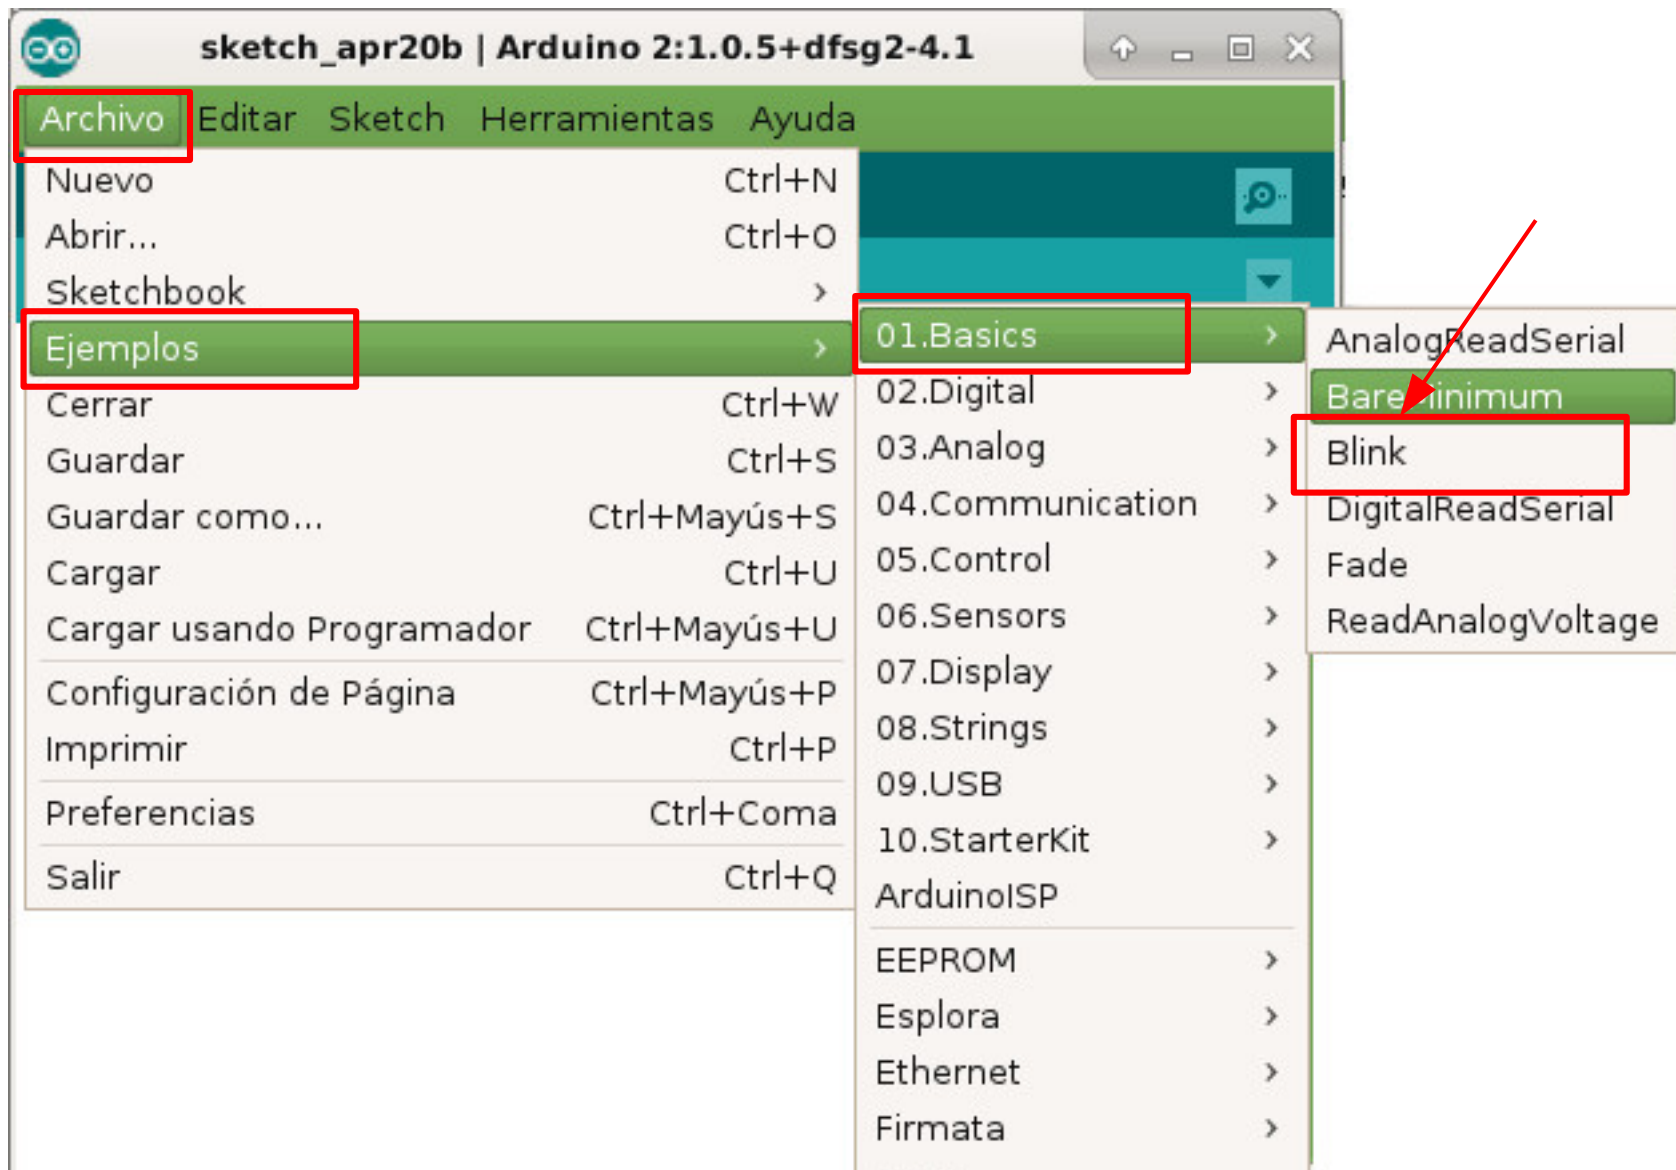 sketch_apr20b | Arduino 2:1.0.5+dfsg2-4.1
Archivo Editar Sketch Herramientas Ayuda
Nuevo Ctrl+N
Abrir... Ctrl+O
Sketchbook
Ejemplos
Cerrar Ctrl+W
Guardar Ctrl+S
Guardar como... Ctrl+Mayús+S
Cargar Ctrl+U
Cargar usando Programador Ctrl+Mayús+U
Configuración de Página Ctrl+Mayús+P
Imprimir Ctrl+P
Preferencias Ctrl+Coma
Salir Ctrl+Q
01.Basics
02.Digital
03.Analog
04.Communication
05.Control
06.Sensors
07.Display
08.Strings
09.USB
10.StarterKit
ArduinoISP
EEPROM
Esplora
Ethernet
Firmata
AnalogReadSerial
BareMinimum
Blink
DigitalReadSerial
Fade
ReadAnalogVoltage